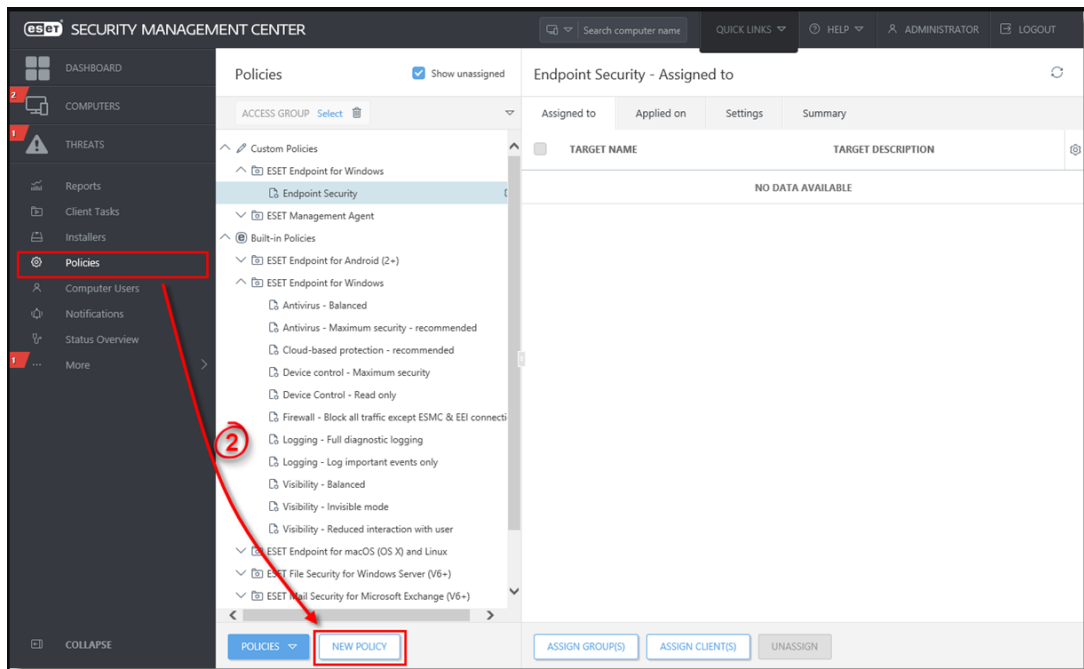 eset SECURITY MANAGEMENT CENTER
Search computer name
QUICK LINKS
HELP
ADMINISTRATOR
LOGOUT
DASHBOARD
2
COMPUTERS
1
THREATS
Reports
Client Tasks
Installers
Policies
Computer Users
Notifications
Status Overview
1
More
COLLAPSE
Policies
Show unassigned
ACCESS GROUP Select
Custom Policies
ESET Endpoint for Windows
Endpoint Security
ESET Management Agent
Built-in Policies
ESET Endpoint for Android (2+)
ESET Endpoint for Windows
Antivirus - Balanced
Antivirus - Maximum security - recommended
Cloud-based protection - recommended
Device control - Maximum security
Device Control - Read only
Firewall - Block all traffic except ESMC & EEI connecti
Logging - Full diagnostic logging
Logging - Log important events only
Visibility - Balanced
Visibility - Invisible mode
Visibility - Reduced interaction with user
ESET Endpoint for macOS (OS X) and Linux
ESET File Security for Windows Server (V6+)
ESET Mail Security for Microsoft Exchange (V6+)
2
POLICIES
NEW POLICY
Endpoint Security - Assigned to
Assigned to
Applied on
Settings
Summary
TARGET NAME
TARGET DESCRIPTION
NO DATA AVAILABLE
ASSIGN GROUP(S)
ASSIGN CLIENT(S)
UNASSIGN